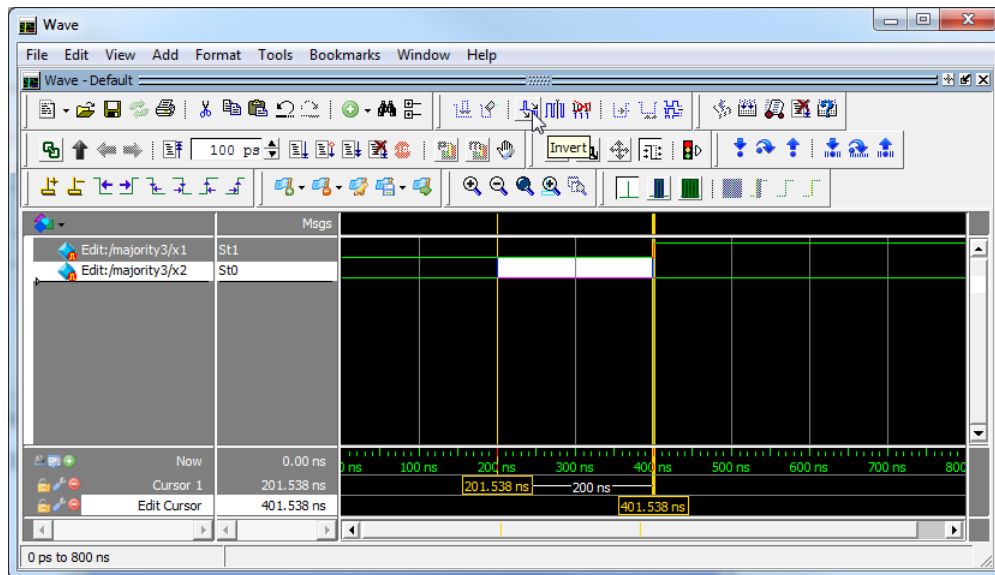 Wave
File Edit View Add Format Tools Bookmarks Window Help
Wave - Default
100 ps
Invert
Msgs
Edit:/majority3/x1 St1
Edit:/majority3/x2 St0
Now 0.00 ns
0 ns 100 ns 200 ns 300 ns 400 ns 500 ns 600 ns 700 ns 800
Cursor 1 201.538 ns
201.538 ns 200 ns
Edit Cursor 401.538 ns
401.538 ns
0 ps to 800 ns